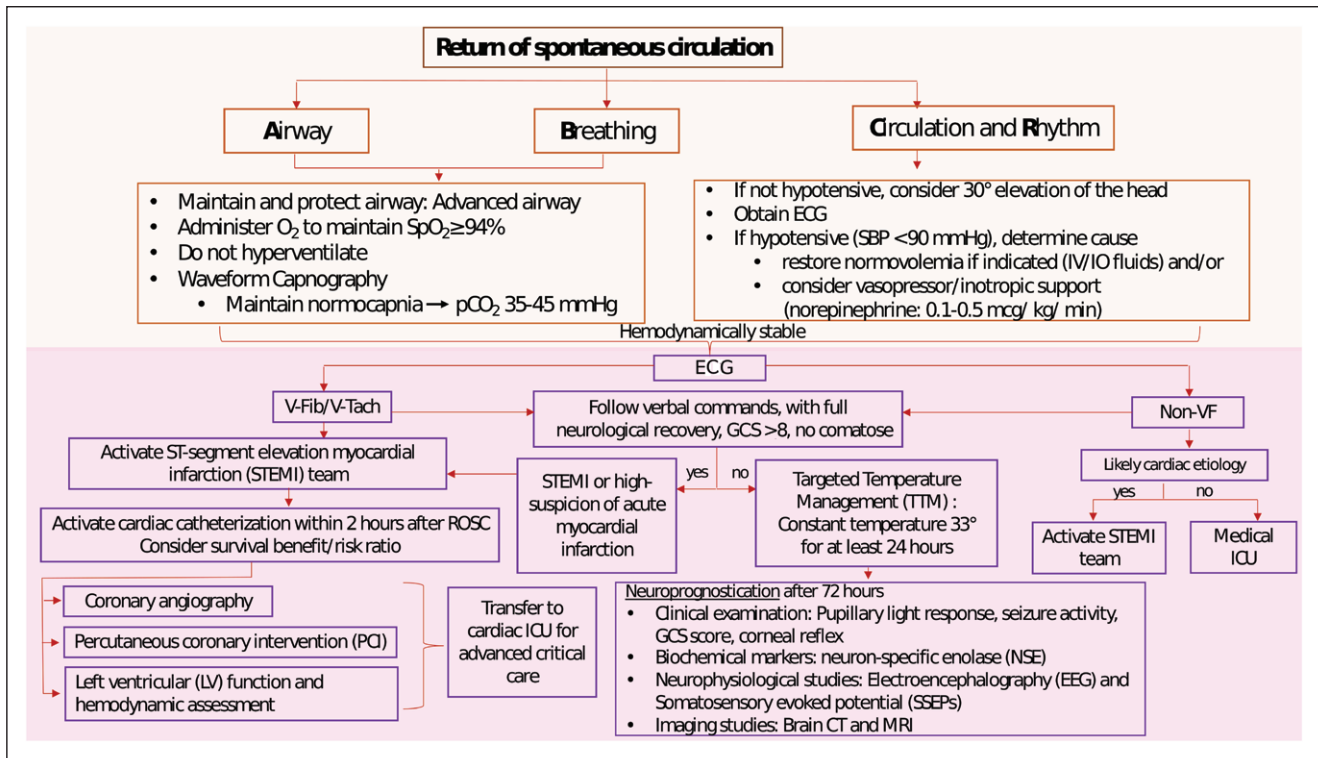 Return of spontaneous circulation
Airway
Breathing
Circulation and Rhythm
• Maintain and protect airway: Advanced airway
• Administer O₂ to maintain SpO₂≥94%
• Do not hyperventilate
• Waveform Capnography
• Maintain normocapnia → pCO₂ 35-45 mmHg
• If not hypotensive, consider 30° elevation of the head
• Obtain ECG
• If hypotensive (SBP <90 mmHg), determine cause
• restore normovolemia if indicated (IV/IO fluids) and/or
• consider vasopressor/inotropic support
(norepinephrine: 0.1-0.5 mcg/ kg/ min)
Hemodynamically stable
ECG
V-Fib/V-Tach
Follow verbal commands, with full
neurological recovery, GCS >8, no comatose
Non-VF
Activate ST-segment elevation myocardial
infarction (STEMI) team
yes
no
STEMI or high-
suspicion of acute
myocardial
infarction
Targeted Temperature
Management (TTM) :
Constant temperature 33°
for at least 24 hours
Likely cardiac etiology
yes
no
Activate STEMI
team
Medical
ICU
Activate cardiac catheterization within 2 hours after ROSC
Consider survival benefit/risk ratio
Coronary angiography
Percutaneous coronary intervention (PCI)
Left ventricular (LV) function and
hemodynamic assessment
Transfer to
cardiac ICU for
advanced critical
care
Neuroprognostication after 72 hours
• Clinical examination: Pupillary light response, seizure activity,
GCS score, corneal reflex
• Biochemical markers: neuron-specific enolase (NSE)
• Neurophysiological studies: Electroencephalography (EEG) and
Somatosensory evoked potential (SSEPs)
• Imaging studies: Brain CT and MRI